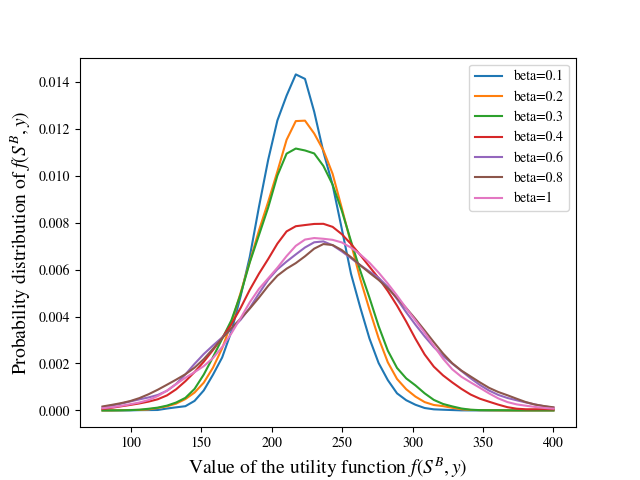 0.014
0.012
0.010
0.008
0.006
0.004
0.002
0.000
Probability distribution of f(S^B, y)
beta=0.1
beta=0.2
beta=0.3
beta=0.4
beta=0.6
beta=0.8
beta=1
100 150 200 250 300 350 400
Value of the utility function f(S^B, y)